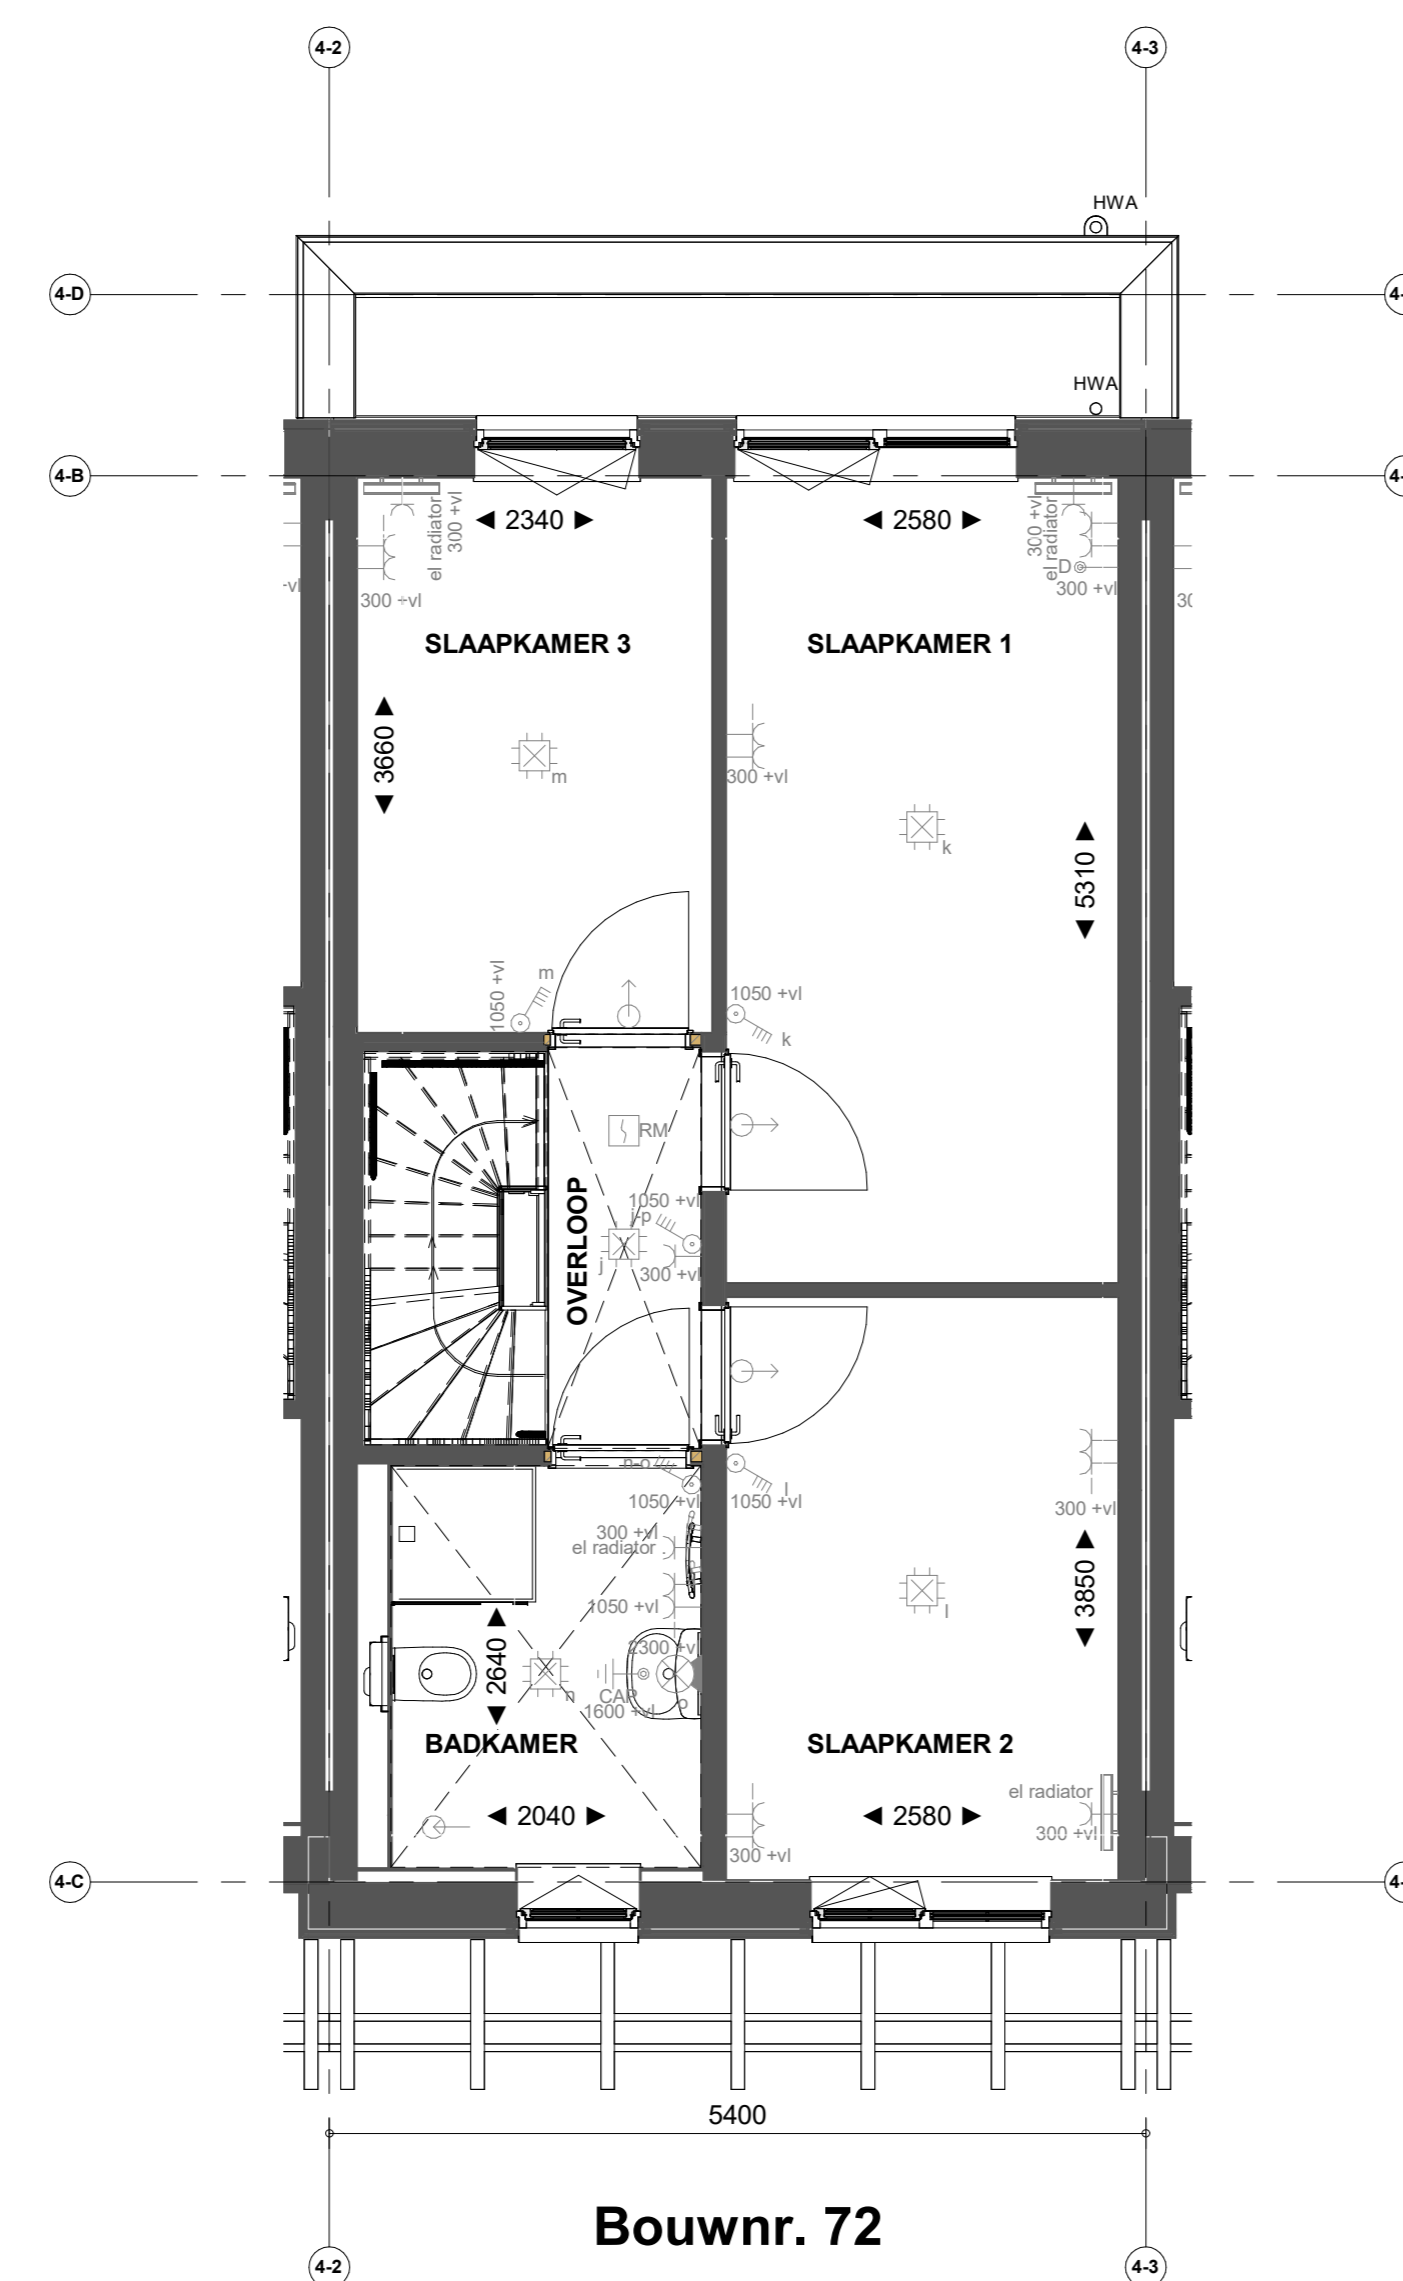 4-2
4-3
HWA
4-D
4-
HWA
4-B
4-
el radiator
300 +vl
◄ 2340 ►
◄ 2580 ►
300 +vl
el radiator
D
-vl
300 +vl
300 +vl
SLAAPKAMER 3
SLAAPKAMER 1
◄ 3660 ►
m
300 +vl
k
◄ 5310 ►
1050 +vl
m
1050 +vl
k
RM
OVERLOOP
1050 +vl
j-p
j
300 +vl
n-o
l
1050 +vl
1050 +vl
300 +vl
300 +vl
el radiator
◄ 3850 ►
1050 +vl
l
◄ 2640 ►
2300 +v
n
CAP
o
1600 +vl
BADKAMER
SLAAPKAMER 2
el radiator
◄ 2040 ►
◄ 2580 ►
300 +vl
300 +vl
4-C
4-
5400
Bouwnr. 72
4-2
4-3